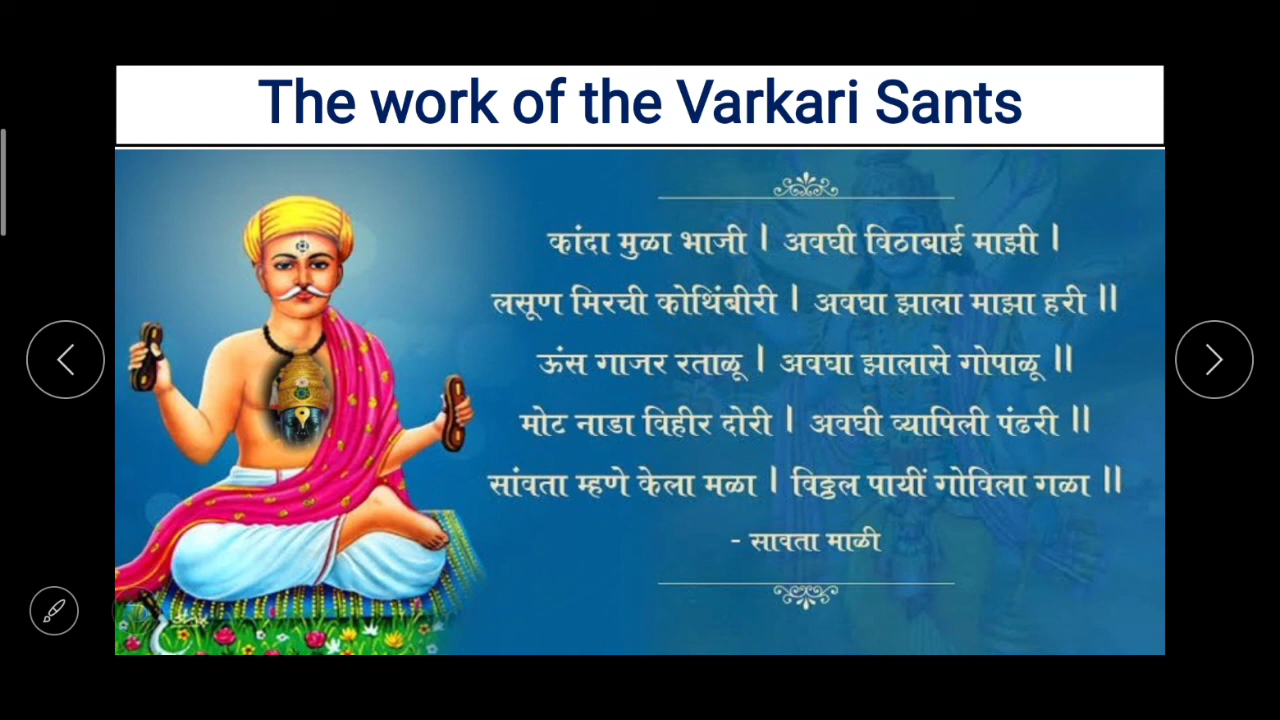 The work of the Varkari Sants
कांदा मुळा भाजी । अवघी विठाबाई माझी ।
लसूण मिरची कोथिंबीरी । अवघा झाला माझा हरी ॥
ऊंस गाजर रताळू । अवघा झालासे गोपाळू ॥
मोट नाडा विहीर दोरी । अवघी व्यापिली पंढरी ॥
सांवता म्हणे केला मळा । विठ्ठल पायीं गोविला गळा ॥
- सावता माळी